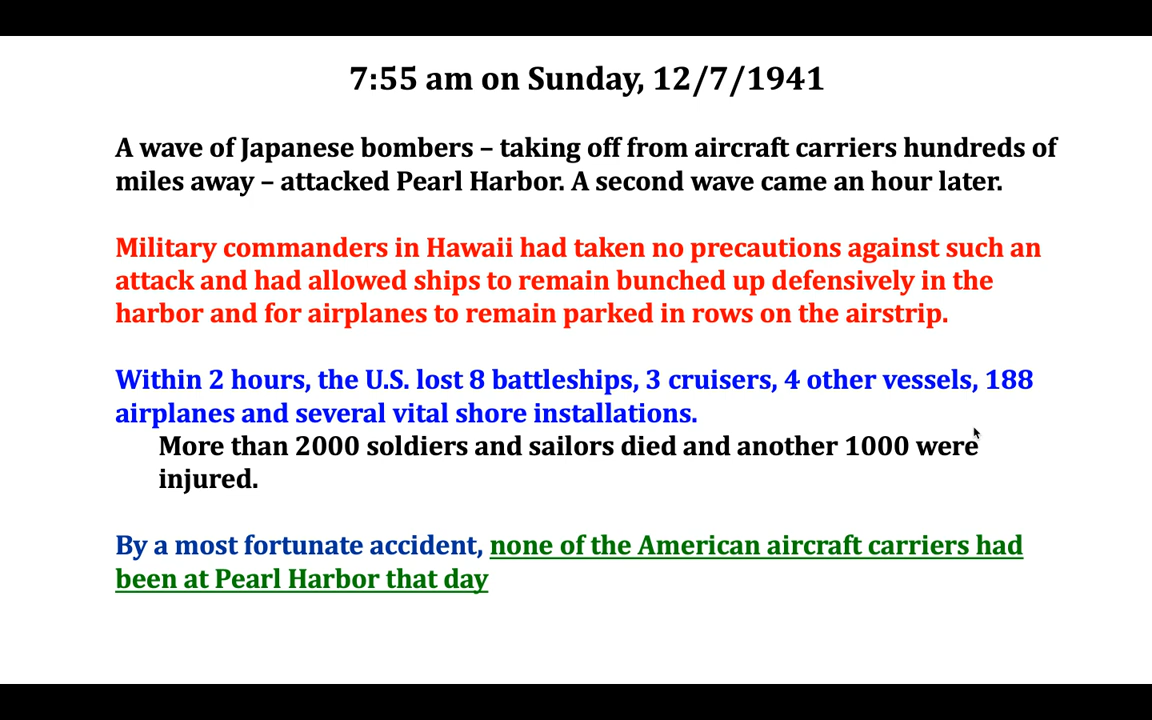 7:55 am on Sunday, 12/7/1941
A wave of Japanese bombers – taking off from aircraft carriers hundreds of
miles away – attacked Pearl Harbor. A second wave came an hour later.
Military commanders in Hawaii had taken no precautions against such an
attack and had allowed ships to remain bunched up defensively in the
harbor and for airplanes to remain parked in rows on the airstrip.
Within 2 hours, the U.S. lost 8 battleships, 3 cruisers, 4 other vessels, 188
airplanes and several vital shore installations.
More than 2000 soldiers and sailors died and another 1000 were
injured.
By a most fortunate accident, none of the American aircraft carriers had
been at Pearl Harbor that day